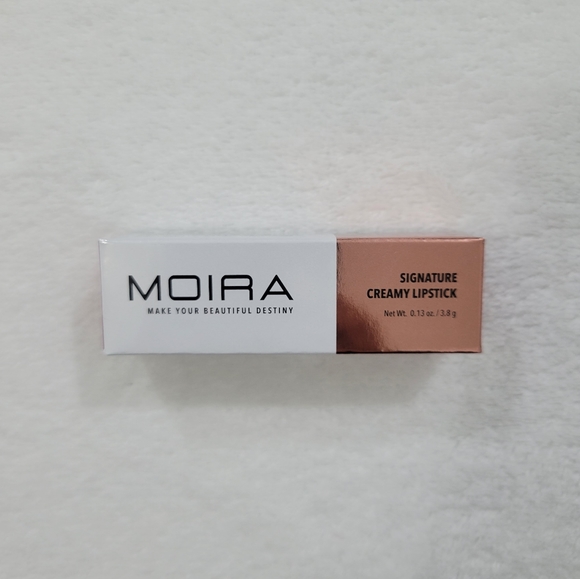 MOIRA
MAKE YOUR BEAUTIFUL DESTINY
SIGNATURE
CREAMY LIPSTICK
Net Wt. 0.13 oz. / 3.8 g